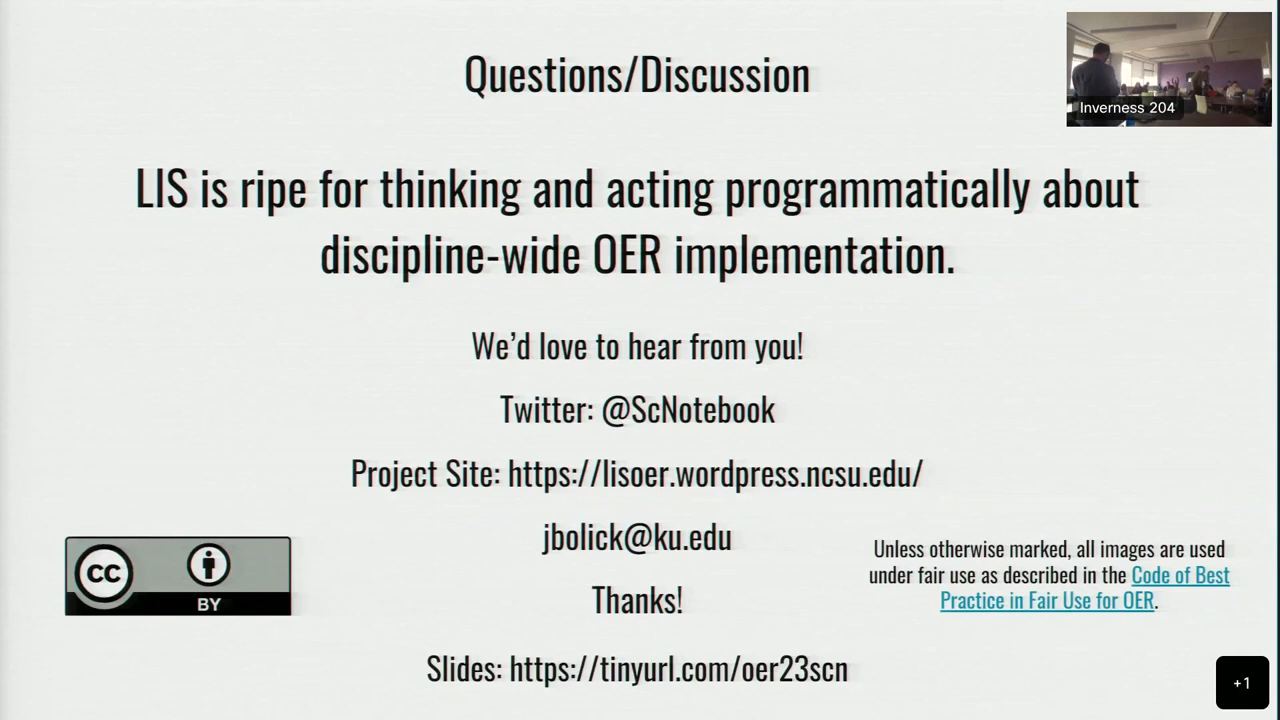 Questions/Discussion
Inverness 204
LIS is ripe for thinking and acting programmatically about
discipline-wide OER implementation.
We'd love to hear from you!
Twitter: @ScNotebook
Project Site: https://lisoer.wordpress.ncsu.edu/
jbolick@ku.edu
Thanks!
Slides: https://tinyurl.com/oer23scn
CC
BY
Unless otherwise marked, all images are used
under fair use as described in the Code of Best
Practice in Fair Use for OER.
+1